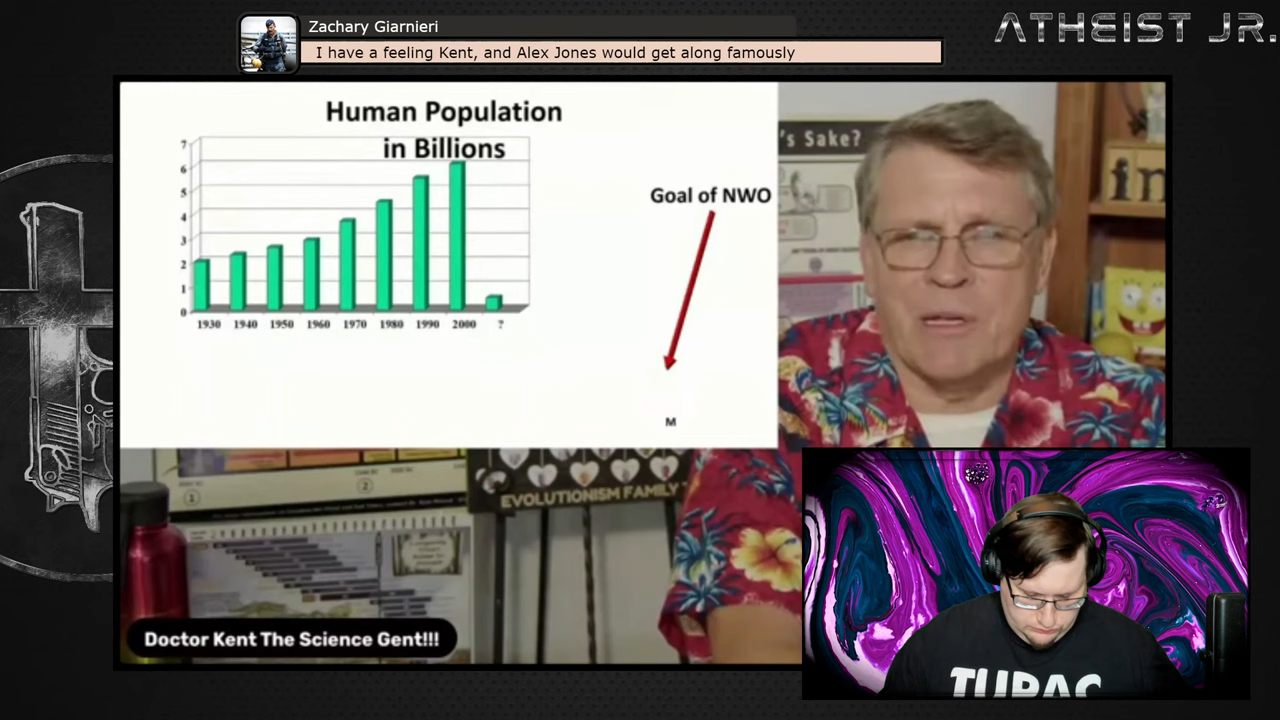 Zachary Giarnieri
I have a feeling Kent, and Alex Jones would get along famously
ATHEIST JR.
Human Population
in Billions
7
6
5
4
3
2
1
0
1930 1940 1950 1960 1970 1980 1990 2000 ?
Goal of NWO
M
's Sake?
EVOLUTIONISM FAMILY
1
2
Doctor Kent The Science Gent!!!
TUPAC